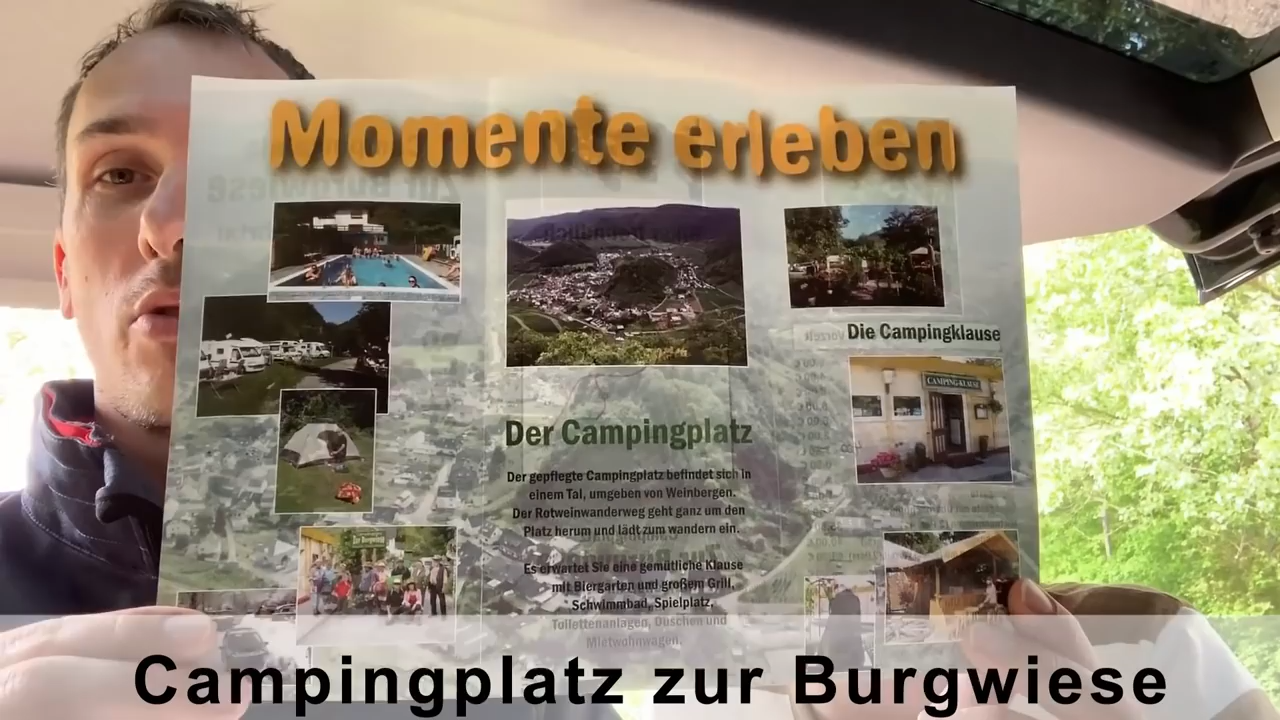 Momente erleben
Die Campingklause
CAMPING-KLAUSE
Der Campingplatz
Der gepflegte Campingplatz befindet sich in
einem Tal, umgeben von Weinbergen.
Der Rotweinwanderweg geht ganz um den
Platz herum und lädt zum wandern ein.
Es erwartet Sie eine gemütliche Klause
mit Biergarten und großem Grill,
Schwimmbad, Spielplatz,
Toilettenanlagen, Duschen und
Mietwohnwagen.
Campingplatz zur Burgwiese